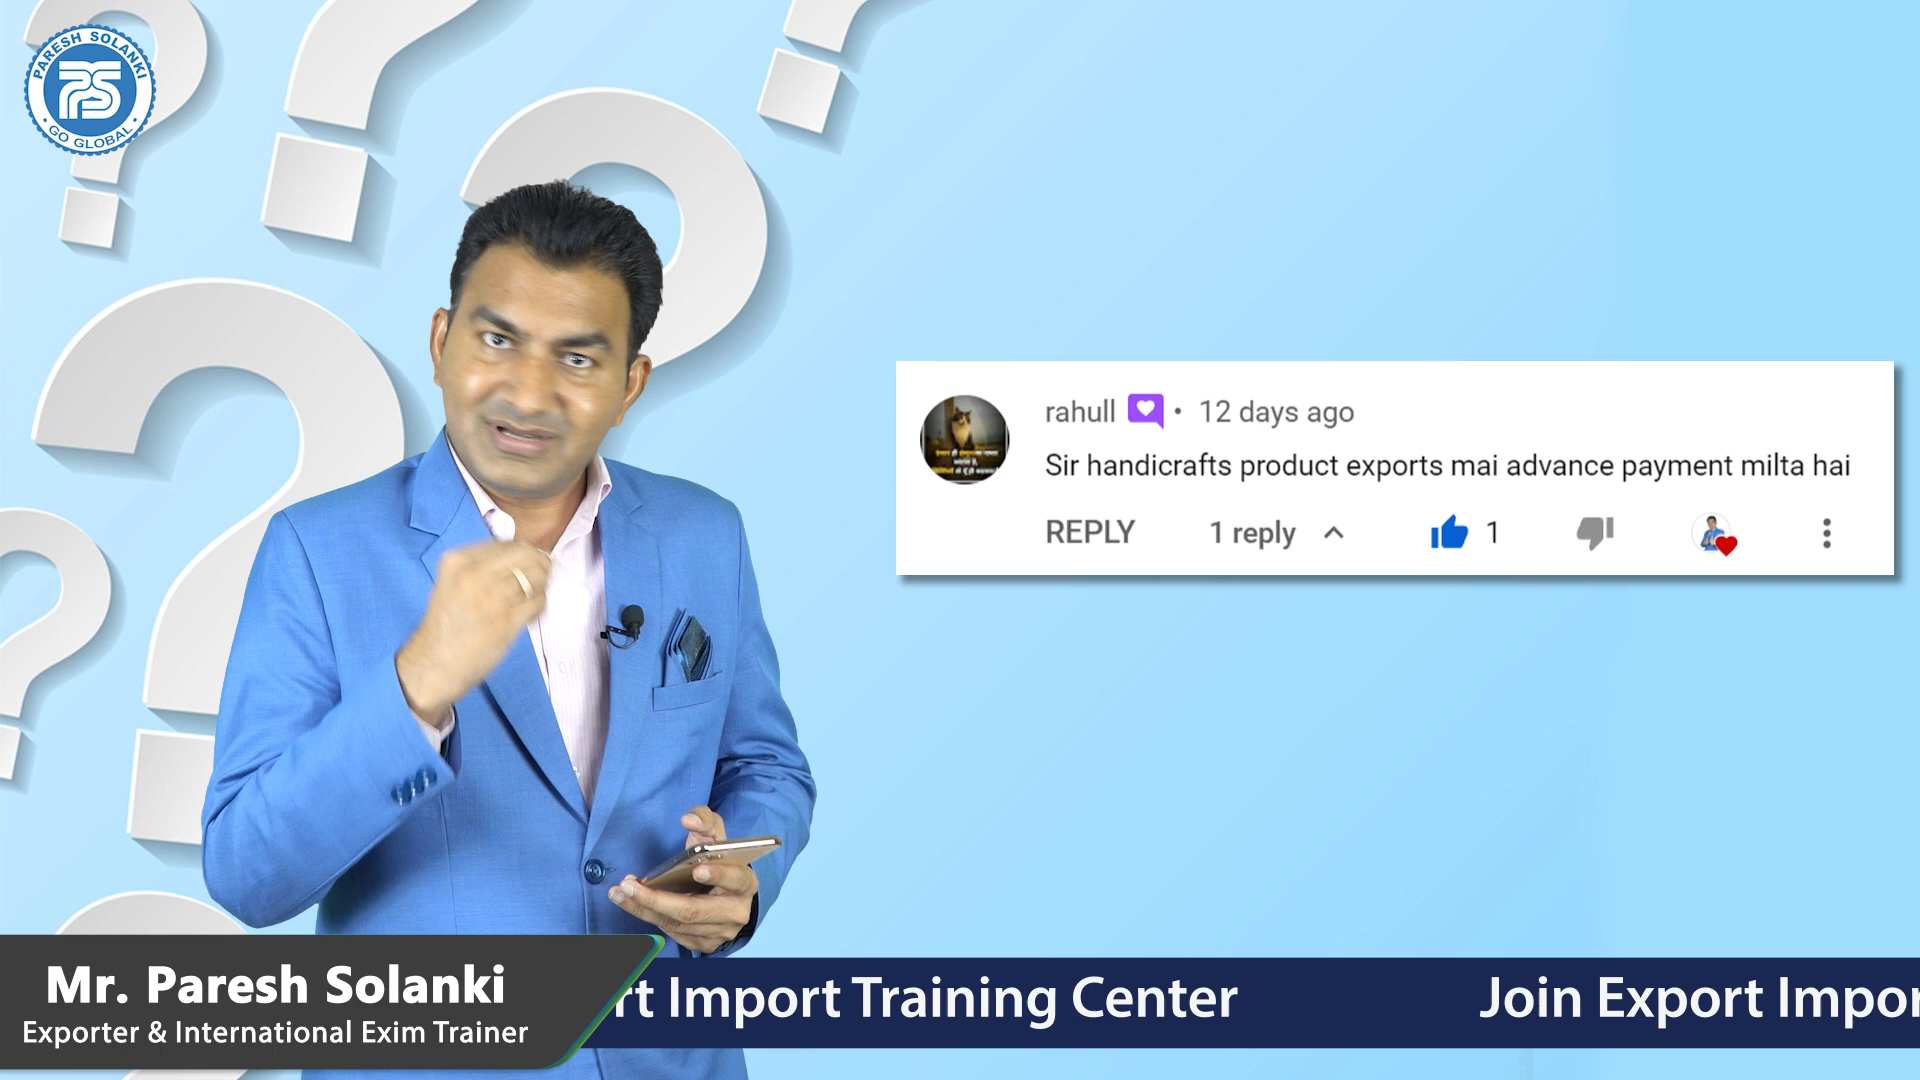 PARESH SOLANKI
PS
GO GLOBAL
rahull • 12 days ago
Sir handicrafts product exports mai advance payment milta hai
REPLY 1 reply 1
Mr. Paresh Solanki
Exporter & International Exim Trainer
rt Import Training Center Join Export Impor